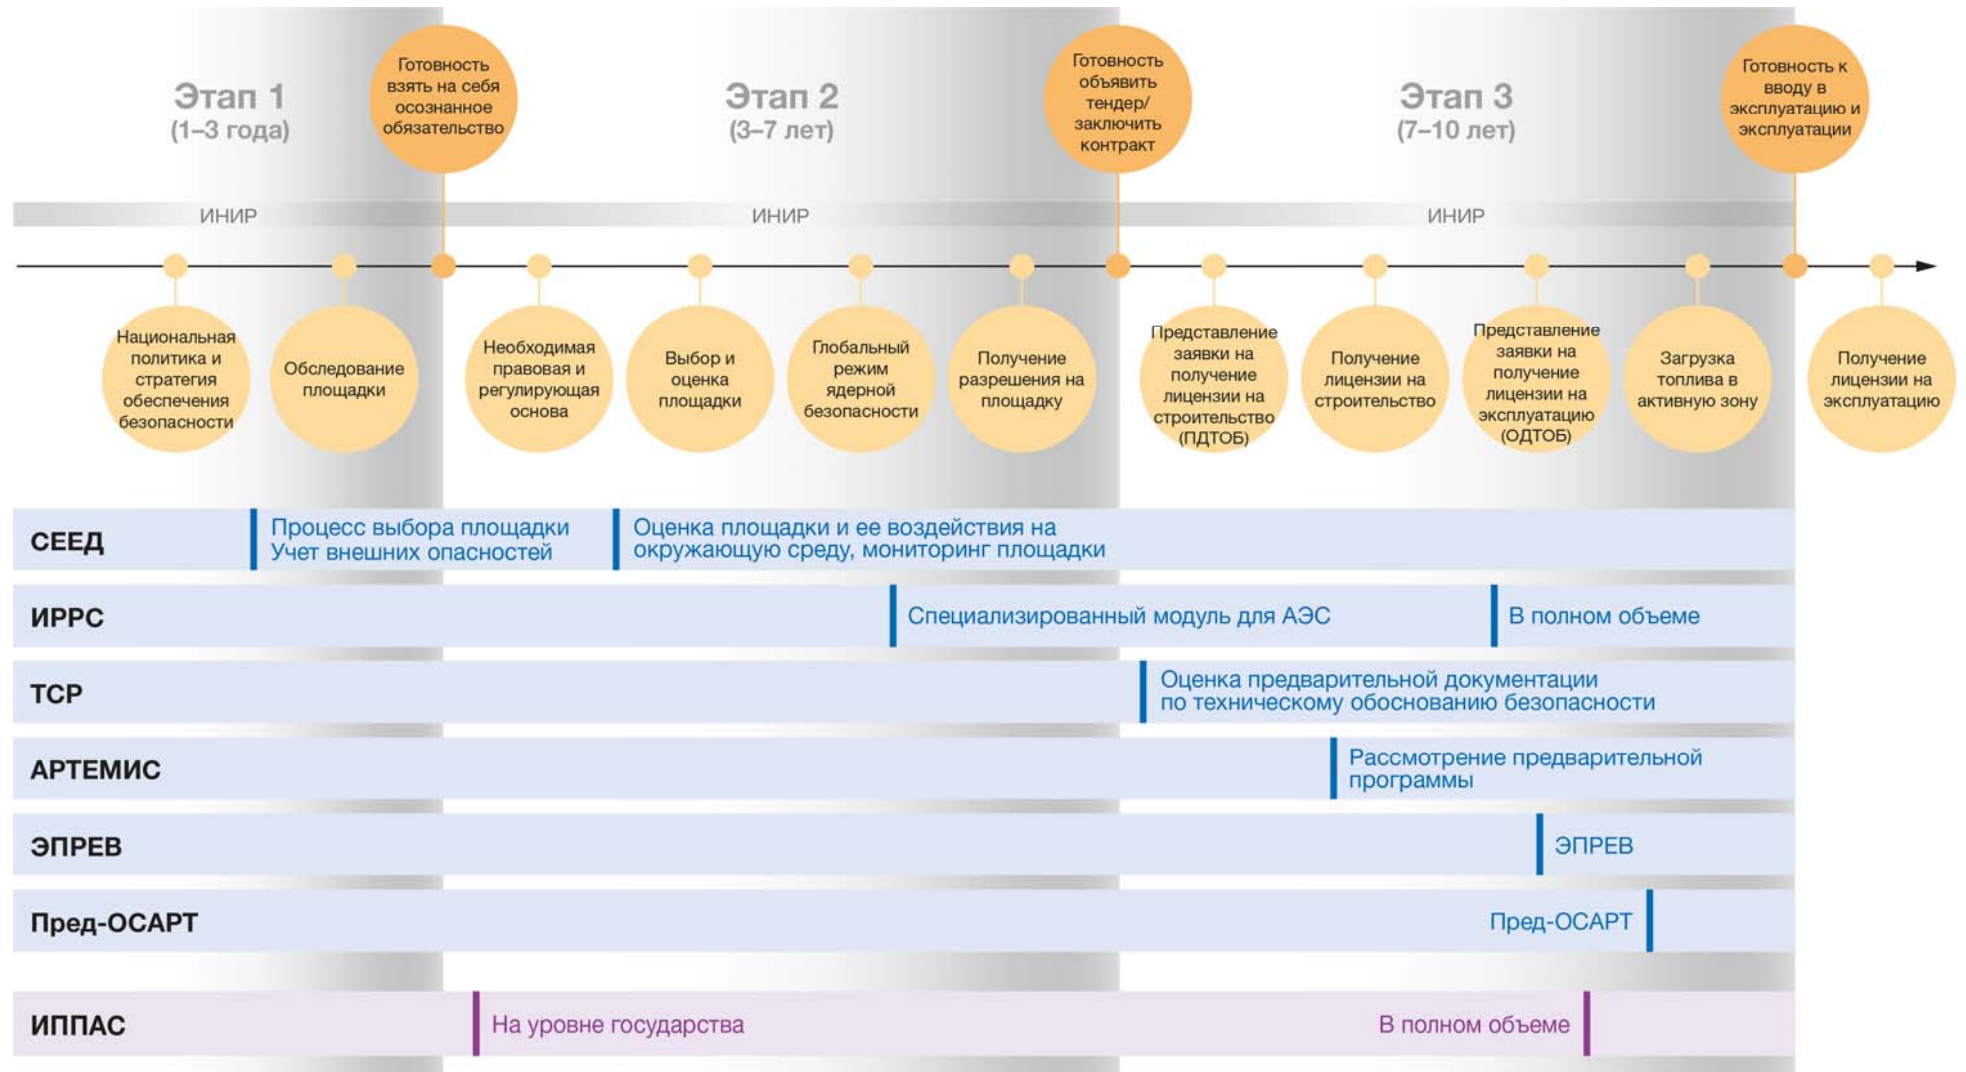 Этап 1
(1–3 года)
Готовность
взять на себя
осознанное
обязательство
Этап 2
(3–7 лет)
Готовность
объявить
тендер/
заключить
контракт
Этап 3
(7–10 лет)
Готовность к
вводу в
эксплуатацию и
эксплуатации
ИНИР
ИНИР
ИНИР
Национальная
политика и
стратегия
обеспечения
безопасности
Обследование
площадки
Необходимая
правовая и
регулирующая
основа
Выбор и
оценка
площадки
Глобальный
режим
ядерной
безопасности
Получение
разрешения на
площадку
Представление
заявки на
получение
лицензии на
строительство
(ПДТОБ)
Получение
лицензии на
строительство
Представление
заявки на
получение
лицензии на
эксплуатацию
(ОДТОБ)
Загрузка
топлива в
активную зону
Получение
лицензии на
эксплуатацию
СЕЕД
Процесс выбора площадки
Учет внешних опасностей
Оценка площадки и ее воздействия на
окружающую среду, мониторинг площадки
ИРРС
Специализированный модуль для АЭС
В полном объеме
ТСР
Оценка предварительной документации
по техническому обоснованию безопасности
АРТЕМИС
Рассмотрение предварительной
программы
ЭПРЕВ
ЭПРЕВ
Пред-ОСАРТ
Пред-ОСАРТ
ИППАС
На уровне государства
В полном объеме